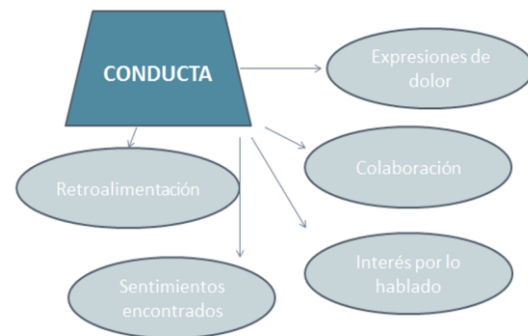 CONDUCTA
Expresiones de
dolor
Colaboración
Retroalimentación
Interés por lo
hablado
Sentimientos
encontrados